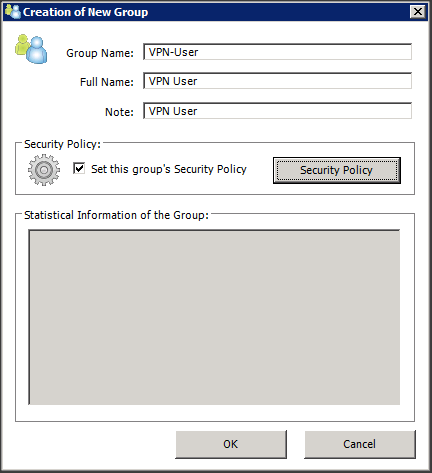 Creation of New Group
Group Name: VPN-User
Full Name: VPN User
Note: VPN User
Security Policy:
Set this group's Security Policy Security Policy
Statistical Information of the Group:
OK Cancel